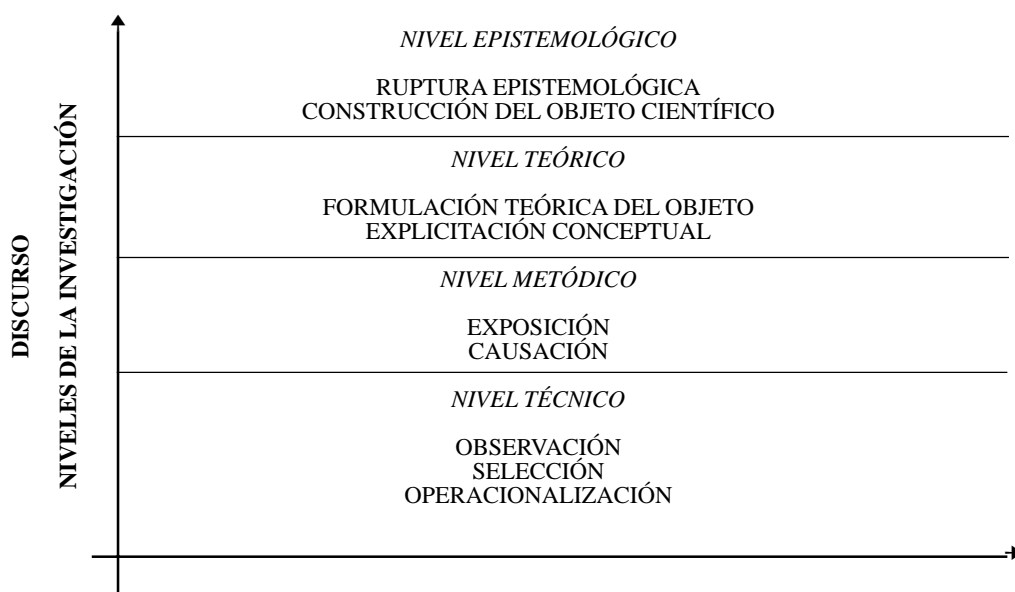 NIVEL EPISTEMOLÓGICO
RUPTURA EPISTEMOLÓGICA
CONSTRUCCIÓN DEL OBJETO CIENTÍFICO
NIVEL TEÓRICO
FORMULACIÓN TEÓRICA DEL OBJETO
EXPLICITACIÓN CONCEPTUAL
NIVEL METÓDICO
EXPOSICIÓN
CAUSACIÓN
NIVEL TÉCNICO
OBSERVACIÓN
SELECCIÓN
OPERACIONALIZACIÓN
DISCURSO
NIVELES DE LA INVESTIGACIÓN